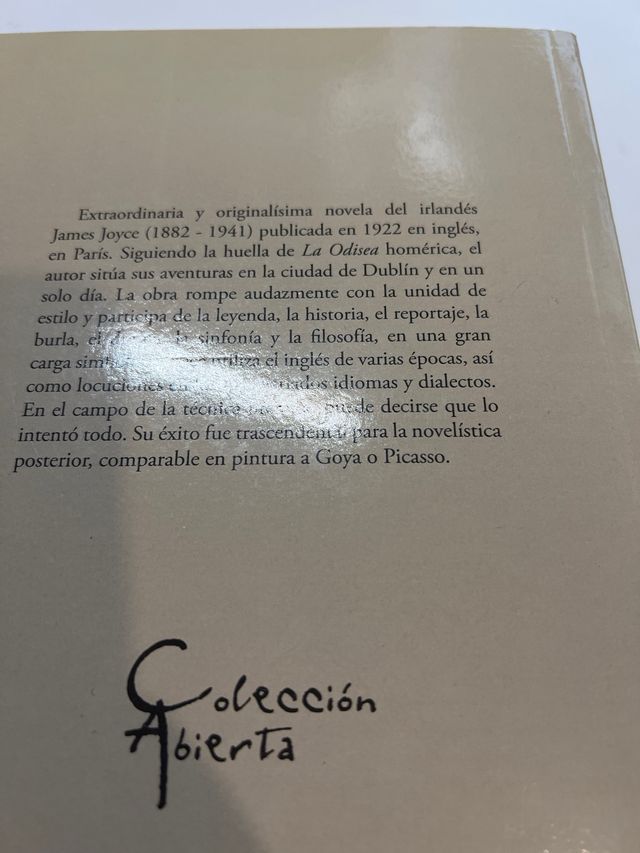 Extraordinaria y originalísima novela del irlandés
James Joyce (1882 - 1941) publicada en 1922 en inglés,
en París. Siguiendo la huella de La Odisea homérica, el
autor sitúa sus aventuras en la ciudad de Dublín y en un
solo día. La obra rompe audazmente con la unidad de
estilo y participa de la leyenda, la historia, el reportaje, la
burla, el la sinfonía y la filosofía, en una gran
carga utiliza el inglés de varias épocas, así
como locuciones idiomas y dialectos.
En el campo de la técnica decirse que lo
intentó todo. Su éxito fue trascendental para la novelística
posterior, comparable en pintura a Goya o Picasso.
Colección
Abierta